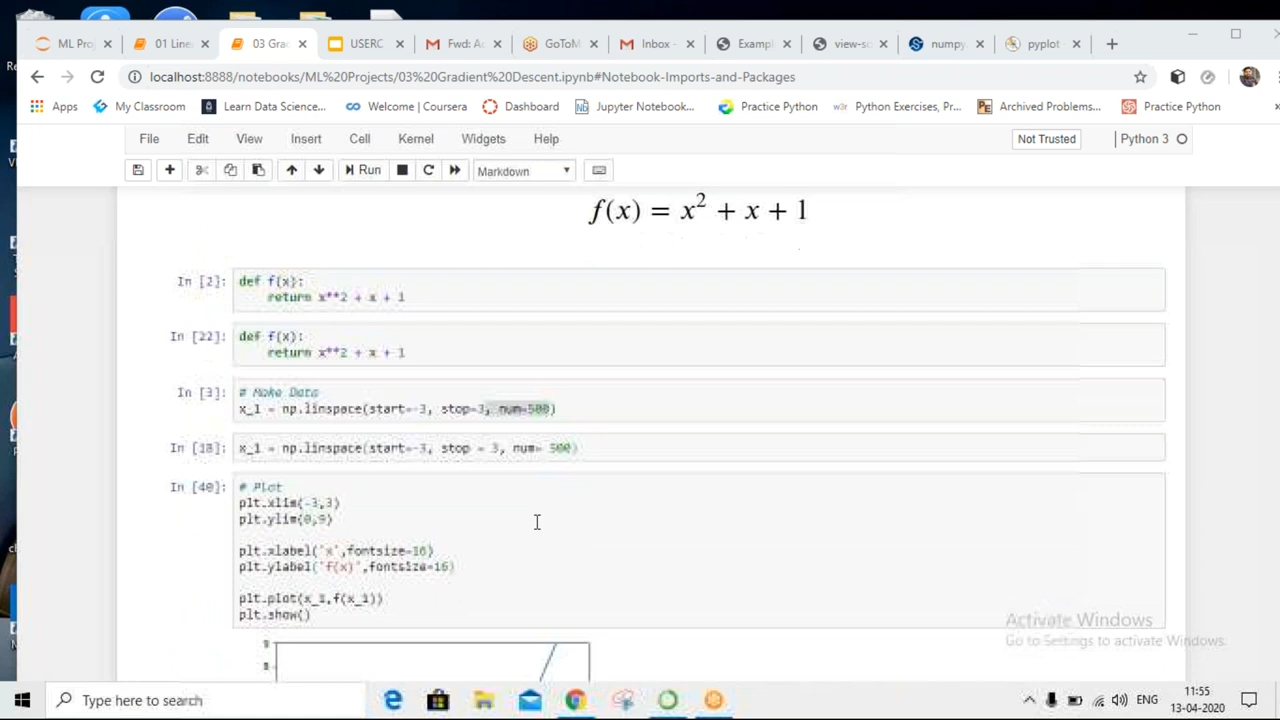 ML Proj
01 Line
03 Grad
USERC
Fwd: A
GoToM
Inbox -
Exampl
view-so
numpy.
pyplot -
localhost:8888/notebooks/ML%20Projects/03%20Gradient%20Descent.ipynb#Notebook-Imports-and-Packages
Apps
My Classroom
Learn Data Science...
Welcome | Coursera
Dashboard
Jupyter Notebook...
Practice Python
Python Exercises, Pr...
Archived Problems...
Practice Python
File Edit View Insert Cell Kernel Widgets Help
Not Trusted
Python 3
Run
Markdown
f(x) = x² + x + 1
In [2]:
def f(x):
return x**2 + x + 1
In [22]:
def f(x):
return x**2 + x + 1
In [3]:
# Make Data
x_1 = np.linspace(start=-3, stop=3, num=500)
In [18]:
x_1 = np.linspace(start=-3, stop = 3, num= 500)
In [40]:
# Plot
plt.xlim(-3,3)
plt.ylim(0,9)
plt.xlabel('x',fontsize=16)
plt.ylabel('f(x)',fontsize=16)
plt.plot(x_1,f(x_1))
plt.show()
9
8
Activate Windows
Go to Settings to activate Windows.
Type here to search
ENG
11:55
13-04-2020